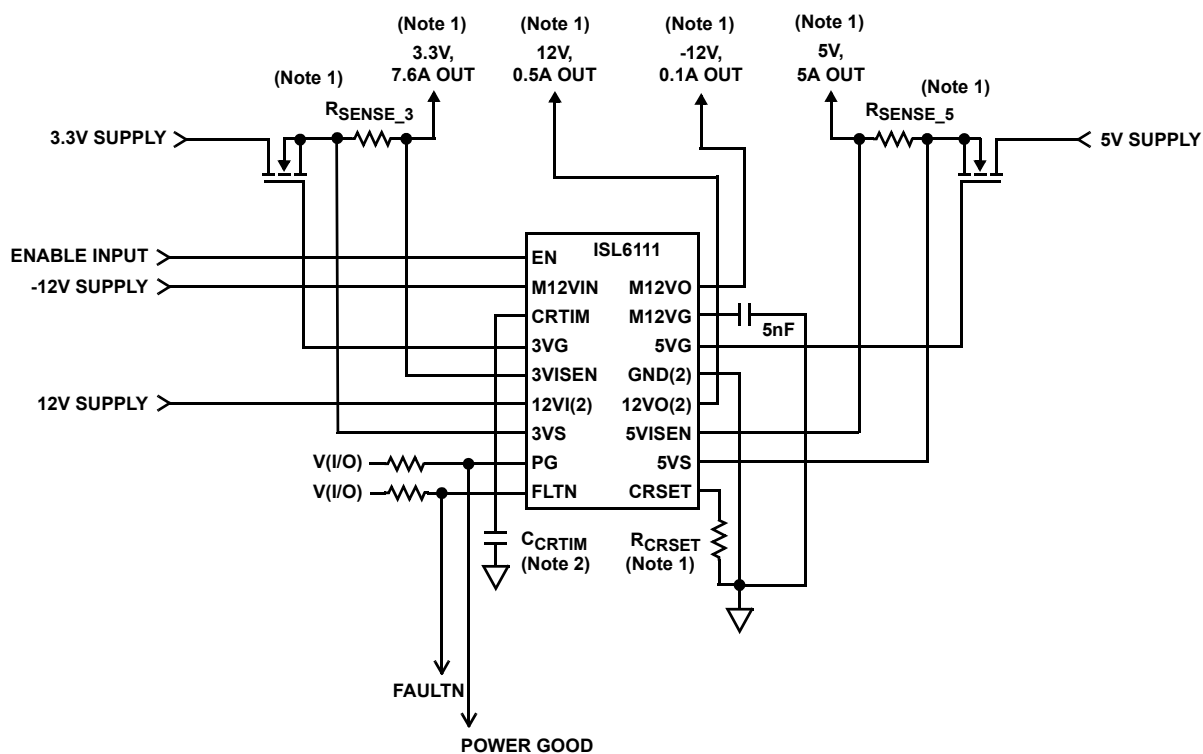 (Note 1)
3.3V,
7.6A OUT
(Note 1)
12V,
0.5A OUT
(Note 1)
-12V,
0.1A OUT
(Note 1)
5V,
5A OUT
(Note 1)
RSENSE_3
(Note 1)
RSENSE_5
3.3V SUPPLY
5V SUPPLY
ENABLE INPUT
-12V SUPPLY
12V SUPPLY
ISL6111
EN
M12VIN
CRTIM
3VG
3VISEN
12VI(2)
3VS
PG
FLTN
M12VO
M12VG
5VG
GND(2)
12VO(2)
5VISEN
5VS
CRSET
5nF
V(I/O)
V(I/O)
CCRTIM
(Note 2)
RCRSET
(Note 1)
FAULTN
POWER GOOD